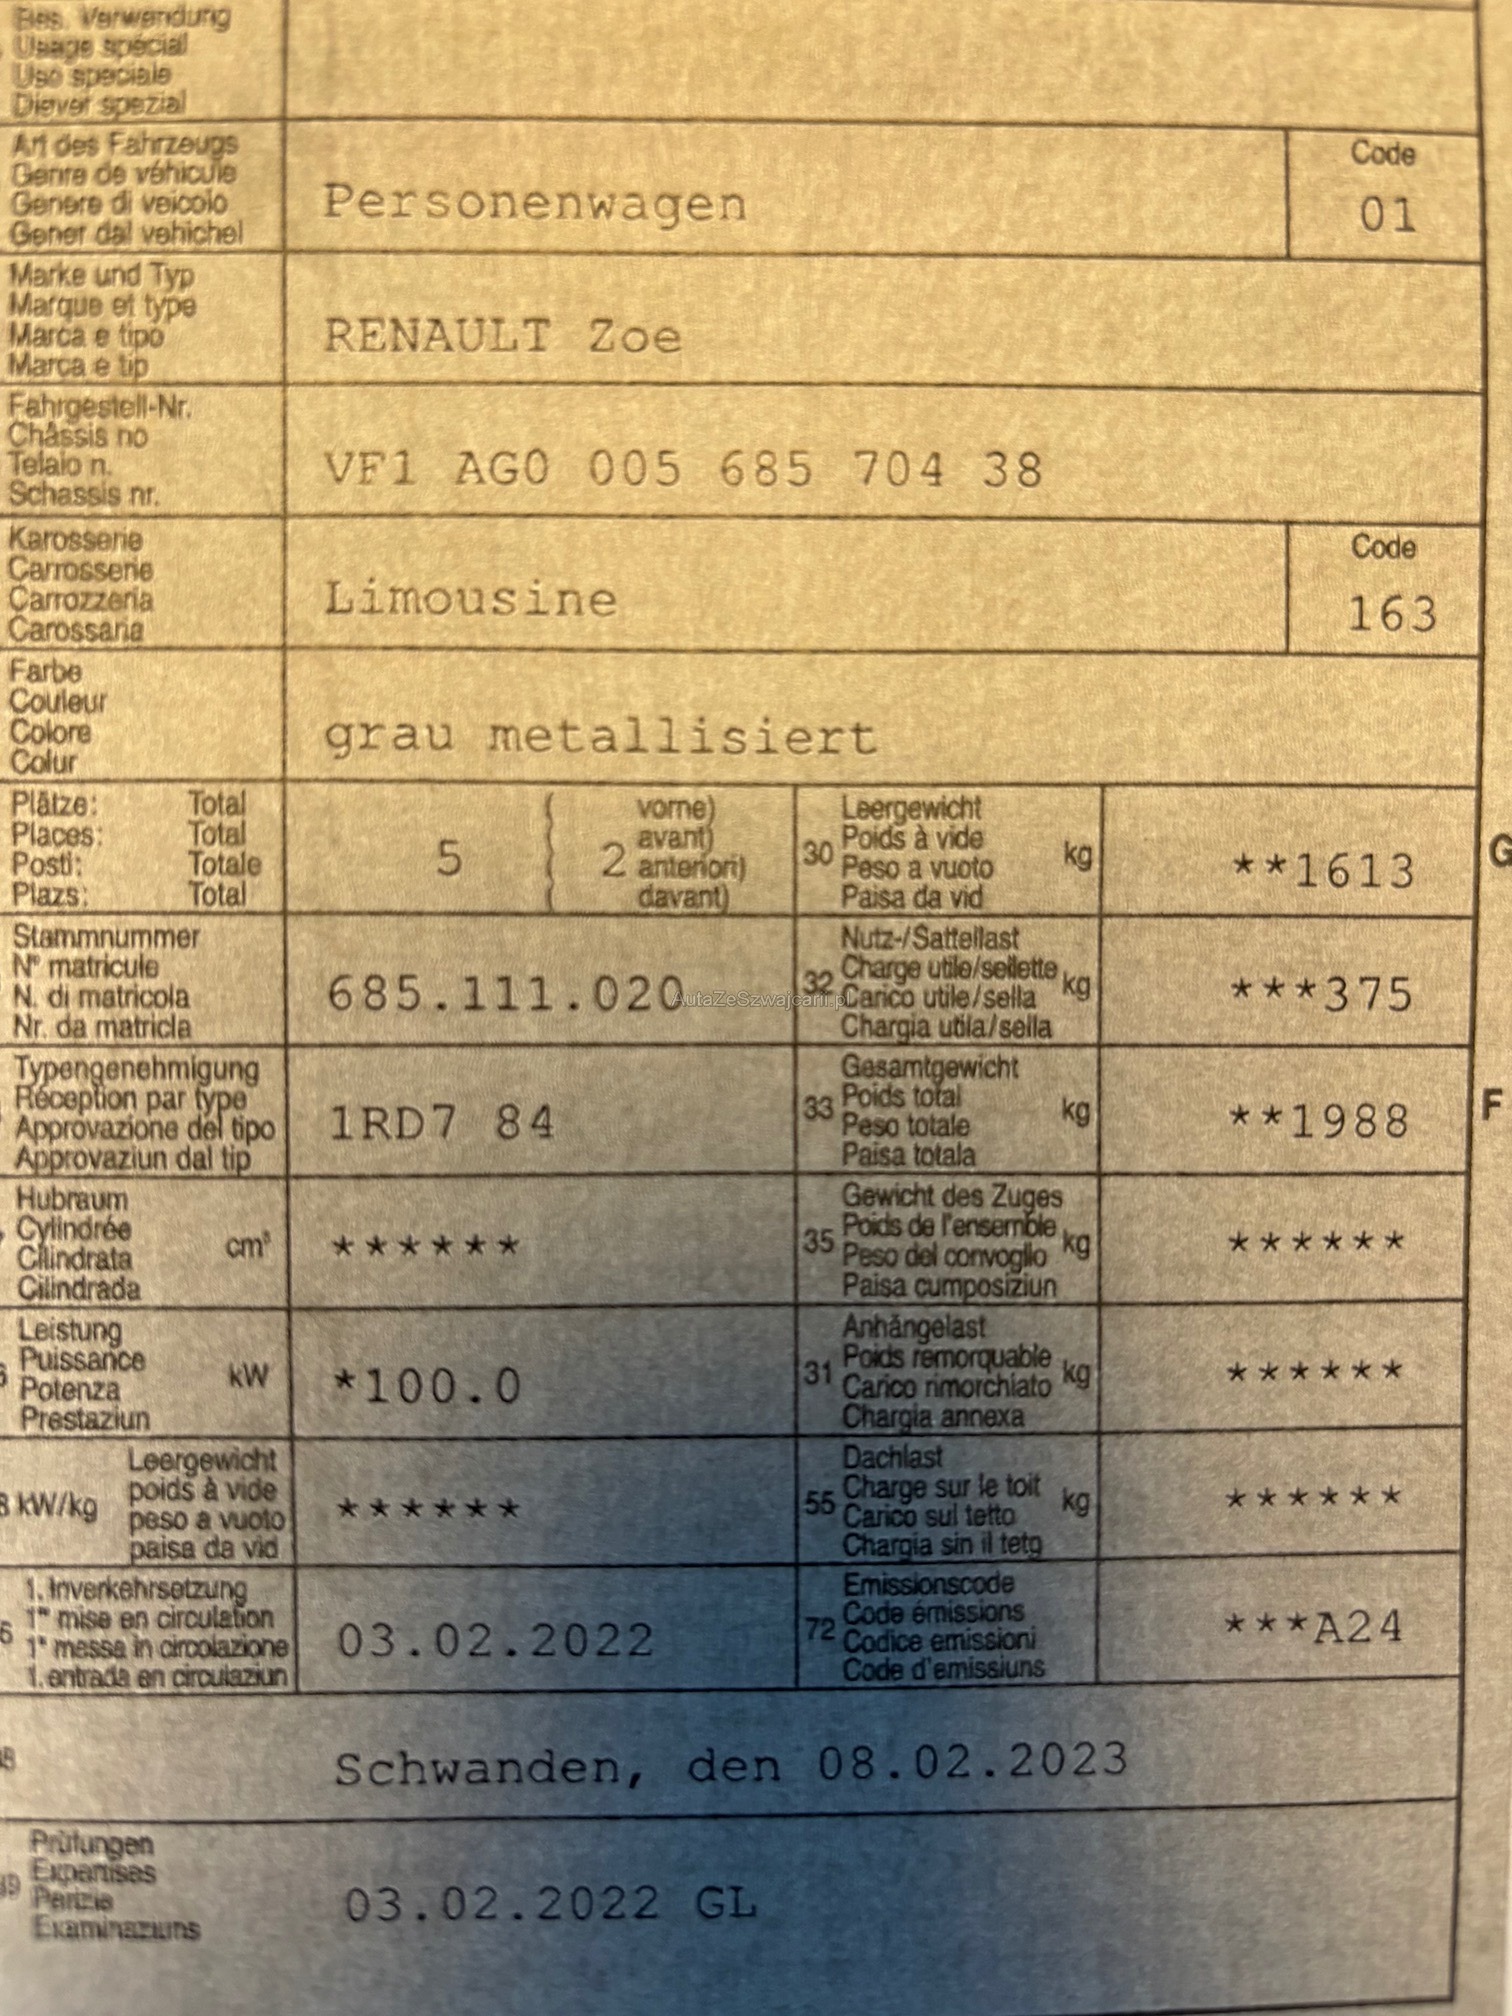 Bes. Verwendung
Usage spécial
Uso speciale
Diever spezial
Art des Fahrzeugs
Genre de véhicule
Genere di veicolo
Gener dal vehichel
Personenwagen
Code
01
Marke und Typ
Marque et type
Marca e tipo
Marca e tip
RENAULT Zoe
Fahrgestell-Nr.
Châssis no
Telaio n.
Schassis nr.
VF1 AG0 005 685 704 38
Karosserie
Carrosserie
Carrozzeria
Carossaria
Limousine
Code
163
Farbe
Couleur
Colore
Colur
grau metallisiert
Plätze: Total
Places: Total
Posti: Totale
Plazs: Total
5
( vorne)
( avant)
( 2 anteriori)
( davant)
30
Leergewicht
Poids à vide
Peso a vuoto
Paisa da vid
kg
**1613
G
Stammnummer
N° matricule
N. di matricola
Nr. da matricla
685.111.020
32
Nutz-/Sattellast
Charge utile/sellette
Carico utile/sella
Chargia utila/sella
kg
***375
AutaZeSzwajcarii.pl
Typengenehmigung
Réception par type
Approvazione del tipo
Approvaziun dal tip
1RD7 84
33
Gesamtgewicht
Poids total
Peso totale
Paisa totala
kg
**1988
F
Hubraum
Cylindrée
Cilindrata
Cilindrada
cm³
******
35
Gewicht des Zuges
Poids de l'ensemble
Peso del convoglio
Paisa cumposiziun
kg
******
Leistung
Puissance
Potenza
Prestaziun
kW
*100.0
31
Anhängelast
Poids remorquable
Carico rimorchiato
Chargia annexa
kg
******
kW/kg
Leergewicht
poids à vide
peso a vuoto
paisa da vid
******
55
Dachlast
Charge sur le toit
Carico sul tetto
Chargia sin il tetg
kg
******
1. Inverkehrsetzung
1re mise en circulation
1a messa in circolazione
1. entrada en circulaziun
03.02.2022
72
Emissionscode
Code émissions
Codice emissioni
Code d'emissiuns
***A24
Schwanden, den 08.02.2023
Prüfungen
Expertises
Perizie
Examinaziuns
03.02.2022 GL